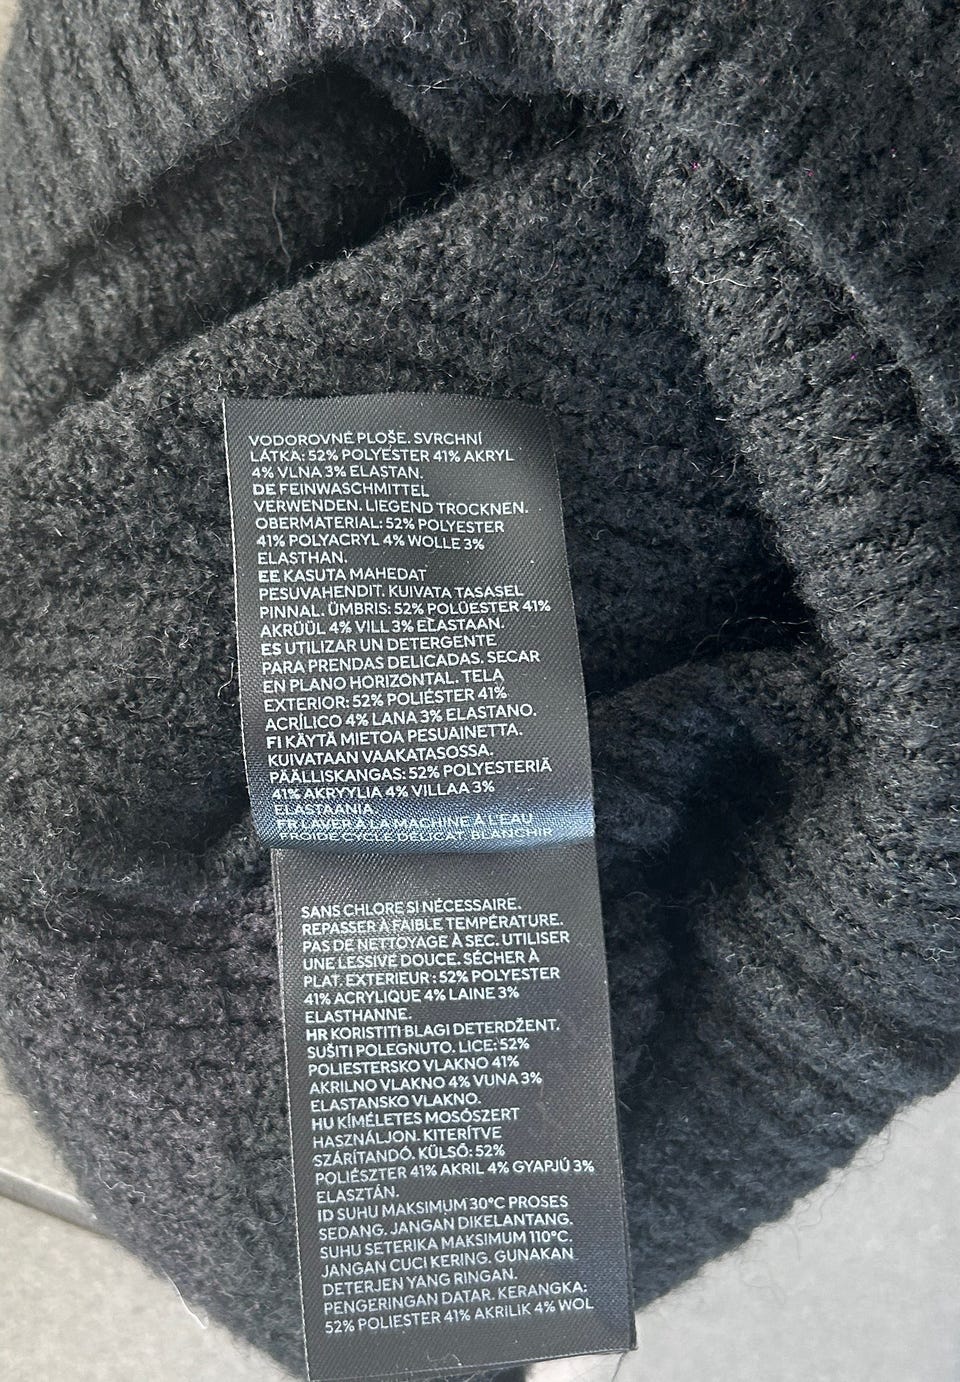 VODOROVNÉ PLOŠE. SVRCHNÍ
LÁTKA: 52% POLYESTER 41% AKRYL
4% VLNA 3% ELASTAN.
DE FEINWASCHMITTEL
VERWENDEN. LIEGEND TROCKNEN.
OBERMATERIAL: 52% POLYESTER
41% POLYACRYL 4% WOLLE 3%
ELASTHAN.
EE KASUTA MAHEDAT
PESUVAHENDIT. KUIVATA TASASEL
PINNAL. ÜMBRIS: 52% POLÜESTER 41%
AKRÜÜL 4% VILL 3% ELASTAAN.
ES UTILIZAR UN DETERGENTE
PARA PRENDAS DELICADAS. SECAR
EN PLANO HORIZONTAL. TELA
EXTERIOR: 52% POLIÉSTER 41%
ACRÍLICO 4% LANA 3% ELASTANO.
FI KÄYTÄ MIETOA PESUAINETTA.
KUIVATAAN VAAKATASOSSA.
PÄÄLLISKANGAS: 52% POLYESTERIÄ
41% AKRYYLIA 4% VILLAA 3%
ELASTAANIA.
FR LAVER À LA MACHINE À L'EAU
FROIDE CYCLE DELICAT. BLANCHIR
SANS CHLORE SI NÉCESSAIRE.
REPASSER À FAIBLE TEMPÉRATURE.
PAS DE NETTOYAGE À SEC. UTILISER
UNE LESSIVE DOUCE. SÉCHER À
PLAT. EXTERIEUR : 52% POLYESTER
41% ACRYLIQUE 4% LAINE 3%
ELASTHANNE.
HR KORISTITI BLAGI DETERDŽENT.
SUŠITI POLEGNUTO. LICE: 52%
POLIESTERSKO VLAKNO 41%
AKRILNO VLAKNO 4% VUNA 3%
ELASTANSKO VLAKNO.
HU KÍMÉLETES MOSÓSZERT
HASZNÁLJON. KITERÍTVE
SZÁRÍTANDÓ. KÜLSŐ: 52%
POLIÉSZTER 41% AKRIL 4% GYAPJÚ 3%
ELASZTÁN.
ID SUHU MAKSIMUM 30°C PROSES
SEDANG. JANGAN DIKELANTANG.
SUHU SETERIKA MAKSIMUM 110°C.
JANGAN CUCI KERING. GUNAKAN
DETERJEN YANG RINGAN.
PENGERINGAN DATAR. KERANGKA:
52% POLIESTER 41% AKRILIK 4% WOL